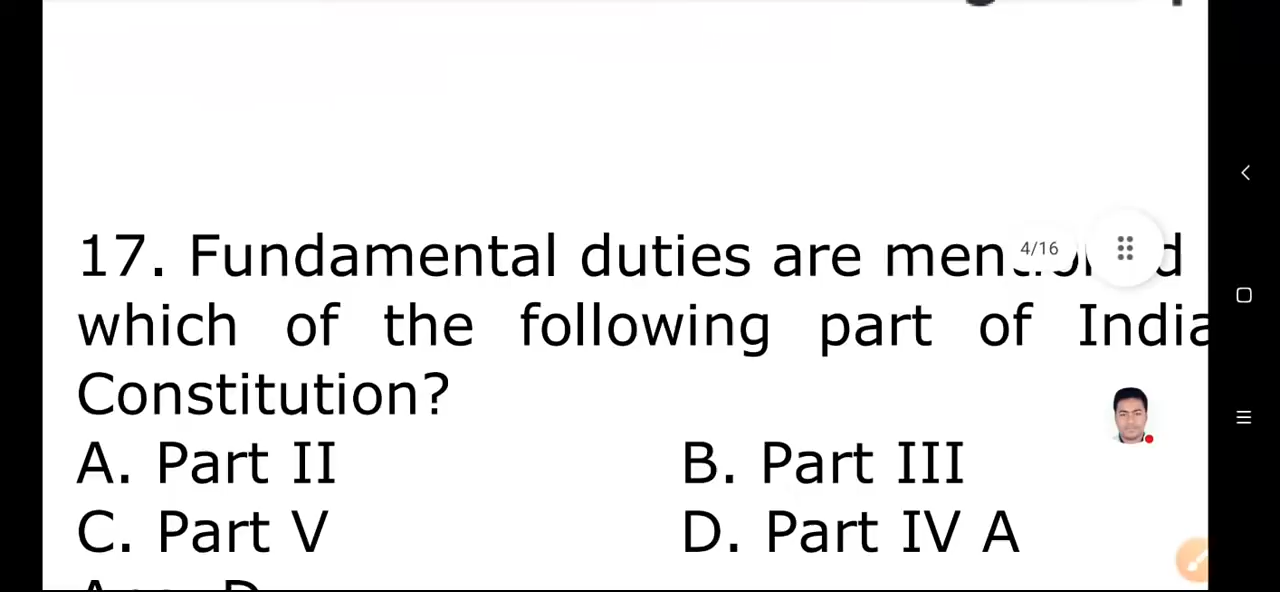 4/16
17. Fundamental duties are
which of the following part of India
Constitution?
A. Part II B. Part III
C. Part V D. Part IV A